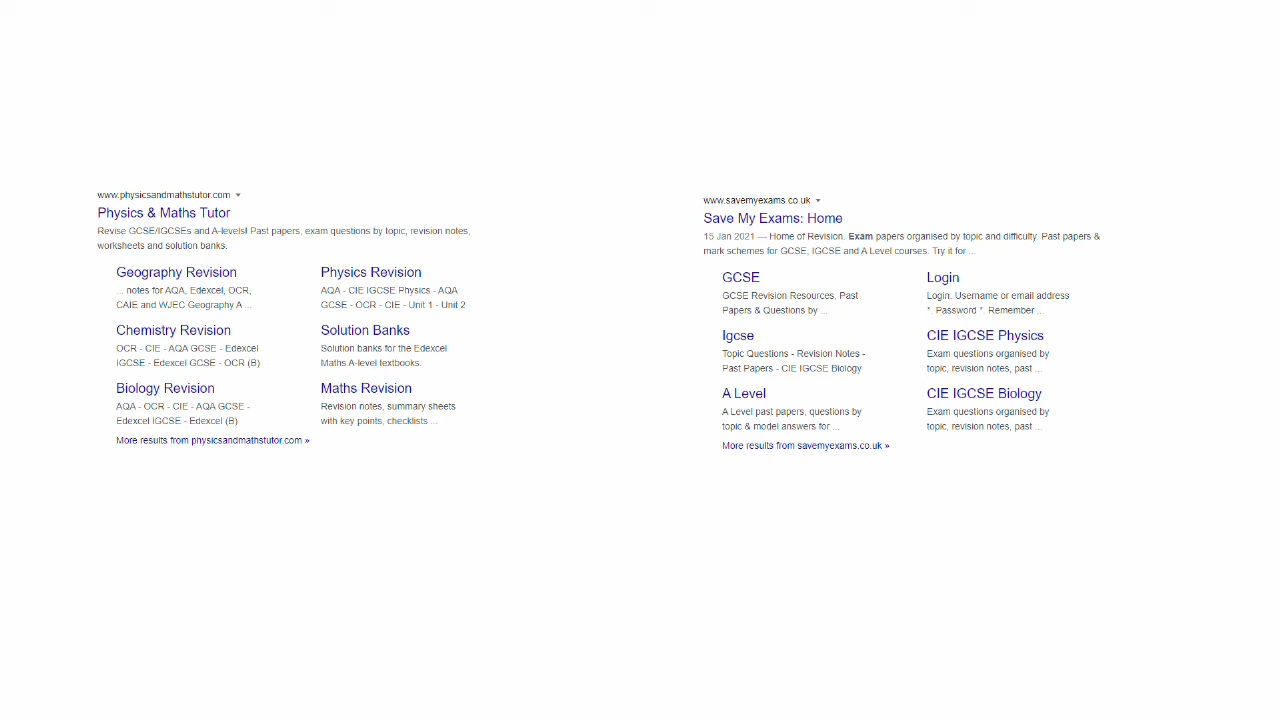 www.physicsandmathstutor.com
Physics & Maths Tutor
Revise GCSE/IGCSEs and A-levels! Past papers, exam questions by topic, revision notes,
worksheets and solution banks.
Geography Revision
... notes for AQA, Edexcel, OCR,
CAIE and WJEC Geography A ...
Physics Revision
AQA - CIE IGCSE Physics - AQA
GCSE - OCR - CIE - Unit 1 - Unit 2
Chemistry Revision
OCR - CIE - AQA GCSE - Edexcel
IGCSE - Edexcel GCSE - OCR (B)
Solution Banks
Solution banks for the Edexcel
Maths A-level textbooks.
Biology Revision
AQA - OCR - CIE - AQA GCSE -
Edexcel IGCSE - Edexcel (B)
Maths Revision
Revision notes, summary sheets
with key points, checklists ...
More results from physicsandmathstutor.com »
www.savemyexams.co.uk
Save My Exams: Home
15 Jan 2021 — Home of Revision. Exam papers organised by topic and difficulty. Past papers &
mark schemes for GCSE, IGCSE and A Level courses. Try it for ...
GCSE
GCSE Revision Resources, Past
Papers & Questions by ...
Login
Login. Username or email address
*. Password *. Remember ...
Igcse
Topic Questions - Revision Notes -
Past Papers - CIE IGCSE Biology
CIE IGCSE Physics
Exam questions organised by
topic, revision notes, past ...
A Level
A Level past papers, questions by
topic & model answers for ...
CIE IGCSE Biology
Exam questions organised by
topic, revision notes, past ...
More results from savemyexams.co.uk »